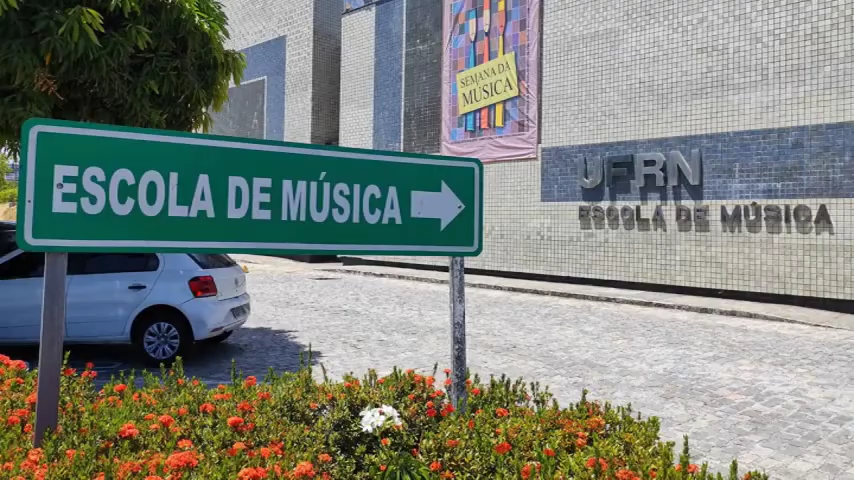 SEMANA DA
MÚSICA
UFRN
ESCOLA DE MÚSICA
ESCOLA DE MÚSICA